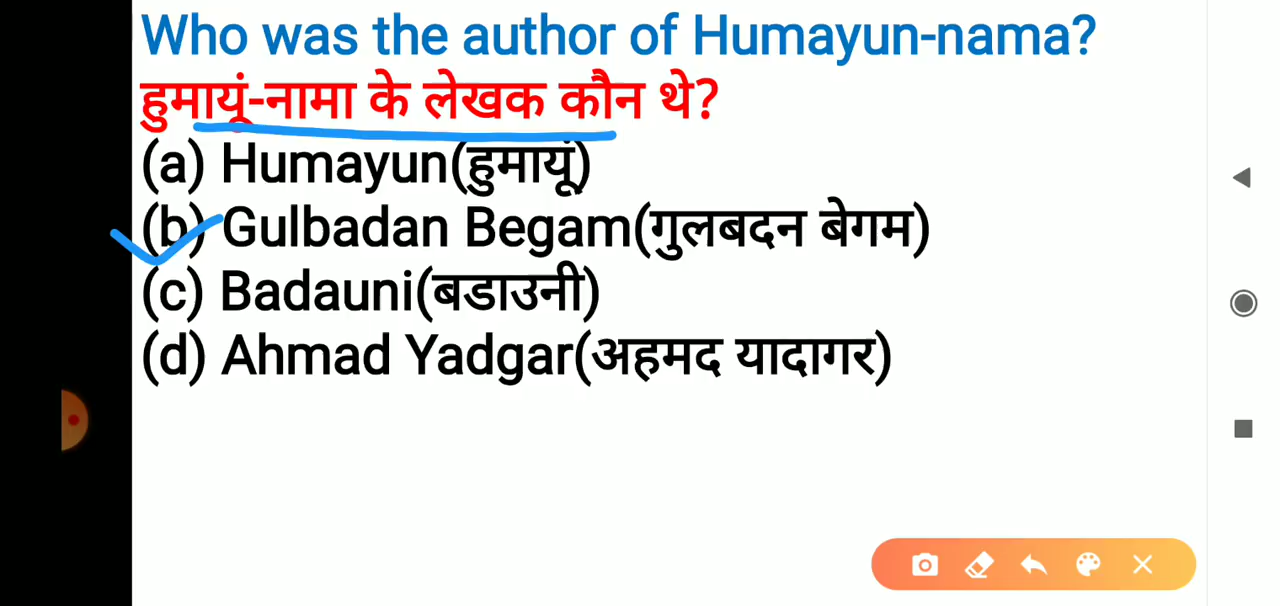 Who was the author of Humayun-nama?
हुमायूं-नामा के लेखक कौन थे?
(a) Humayun(हुमायूं)
(b) Gulbadan Begam(गुलबदन बेगम)
(c) Badauni(बडाउनी)
(d) Ahmad Yadgar(अहमद यादागर)